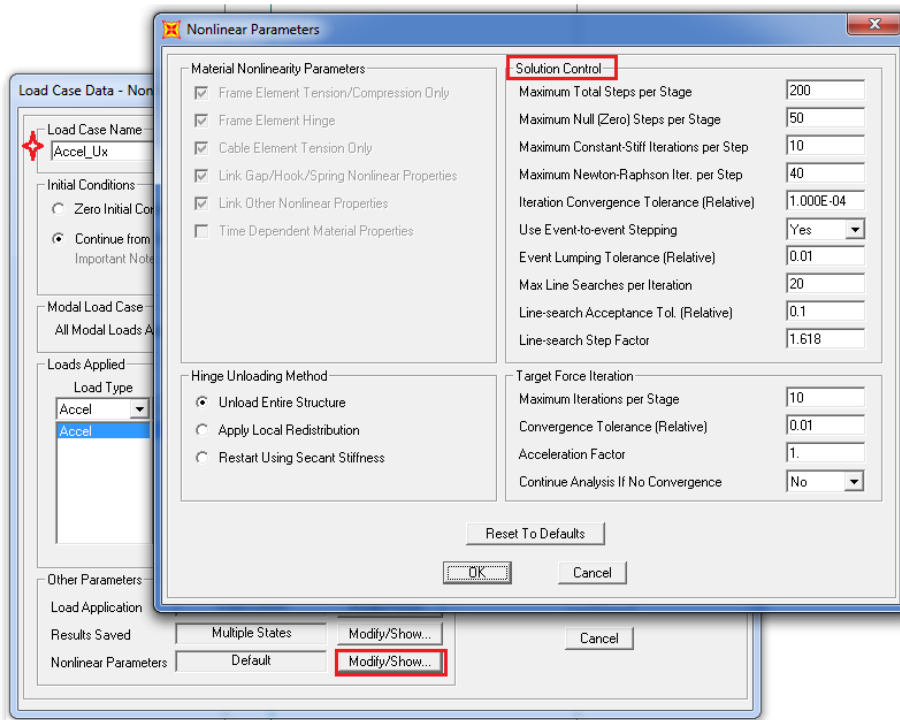 Nonlinear Parameters
Material Nonlinearity Parameters
Frame Element Tension/Compression Only
Frame Element Hinge
Cable Element Tension Only
Link Gap/Hook/Spring Nonlinear Properties
Link Other Nonlinear Properties
Time Dependent Material Properties
Solution Control
Maximum Total Steps per Stage 200
Maximum Null (Zero) Steps per Stage 50
Maximum Constant-Stiff Iterations per Step 10
Maximum Newton-Raphson Iter. per Step 40
Iteration Convergence Tolerance (Relative) 1.000E-04
Use Event-to-event Stepping Yes
Event Lumping Tolerance (Relative) 0.01
Max Line Searches per Iteration 20
Line-search Acceptance Tol. (Relative) 0.1
Line-search Step Factor 1.618
Hinge Unloading Method
Unload Entire Structure
Apply Local Redistribution
Restart Using Secant Stiffness
Target Force Iteration
Maximum Iterations per Stage 10
Convergence Tolerance (Relative) 0.01
Acceleration Factor 1.
Continue Analysis If No Convergence No
Reset To Defaults
OK Cancel
Load Case Data - Non
Load Case Name
Accel_Ux
Initial Conditions
Zero Initial Con
Continue from
Important Note
Modal Load Case
All Modal Loads A
Loads Applied
Load Type
Accel
Accel
Other Parameters
Load Application
Results Saved Multiple States Modify/Show...
Nonlinear Parameters Default Modify/Show...
Cancel